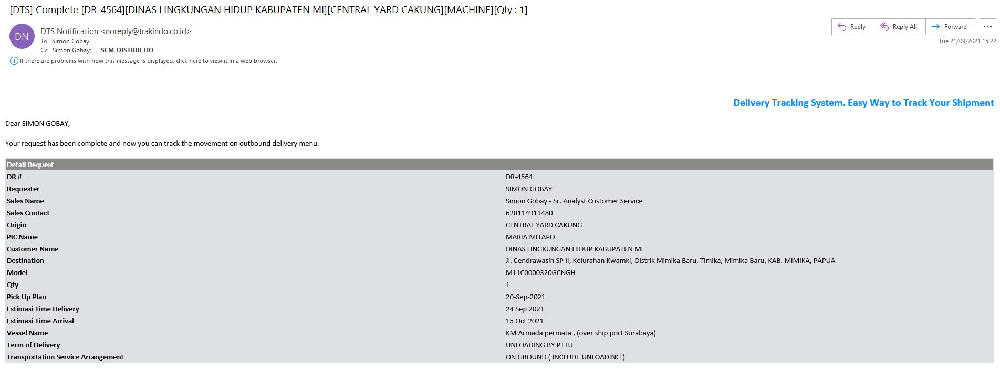 [DTS] Complete [DR-4564][DINAS LINGKUNGAN HIDUP KABUPATEN MI][CENTRAL YARD CAKUNG][MACHINE][Qty : 1]
DN
DTS Notification <noreply@trakindo.co.id>
Reply
Reply All
Forward
To Simon Gobay
Tue 21/09/2021 15:22
Cc Simon Gobay; SCM_DISTRIB_HO
If there are problems with how this message is displayed, click here to view it in a web browser.
Delivery Tracking System. Easy Way to Track Your Shipment
Dear SIMON GOBAY,
Your request has been complete and now you can track the movement on outbound delivery menu.
Detail Request
DR # DR-4564
Requester SIMON GOBAY
Sales Name Simon Gobay - Sr. Analyst Customer Service
Sales Contact 628114911480
Origin CENTRAL YARD CAKUNG
PIC Name MARIA MITAPO
Customer Name DINAS LINGKUNGAN HIDUP KABUPATEN MI
Destination Jl. Cendrawasih SP II, Kelurahan Kwamki, Distrik Mimika Baru, Timika, Mimika Baru, KAB. MIMIKA, PAPUA
Model M11C0000320GCNGH
Qty 1
Pick Up Plan 20-Sep-2021
Estimasi Time Delivery 24 Sep 2021
Estimasi Time Arrival 15 Oct 2021
Vessel Name KM Armada permata , (over ship port Surabaya)
Term of Delivery UNLOADING BY PTTU
Transportation Service Arrangement ON GROUND ( INCLUDE UNLOADING )